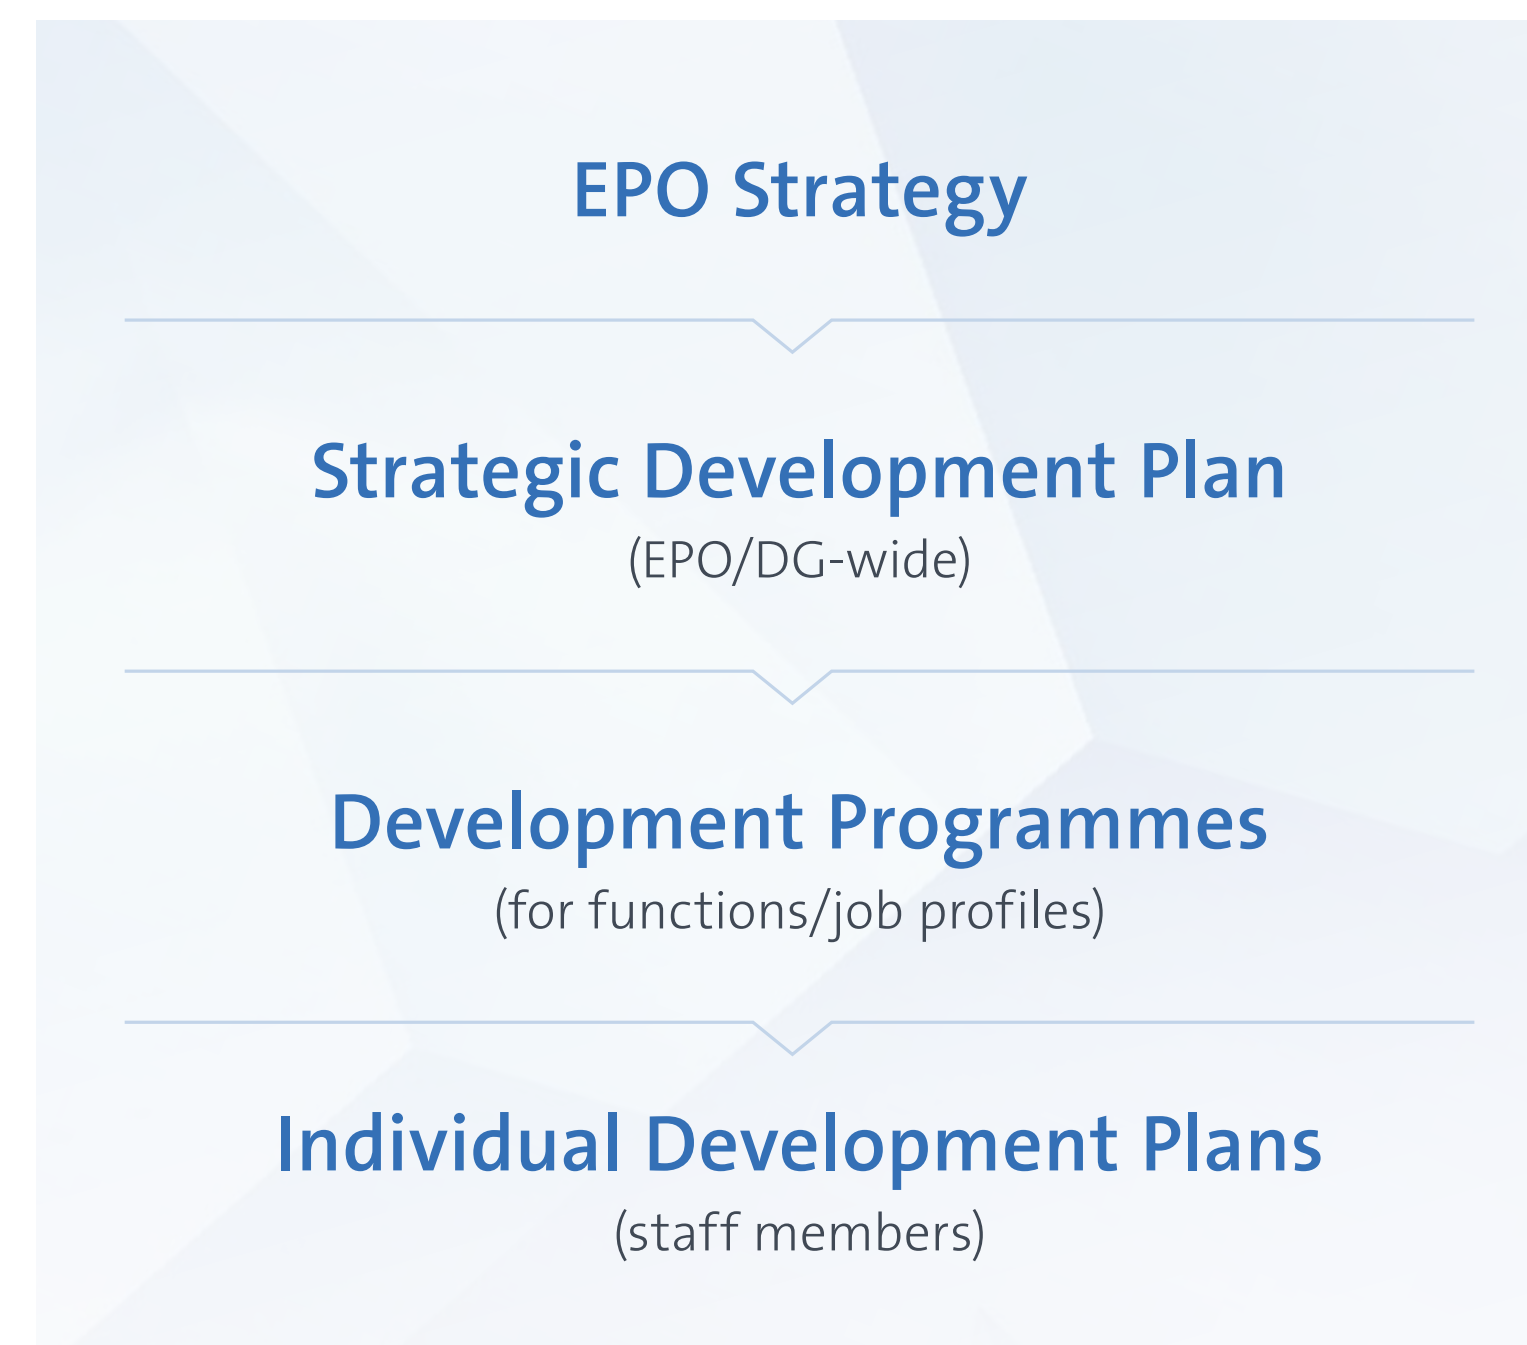 EPO Strategy
Strategic Development Plan
(EPO/DG-wide)
Development Programmes
(for functions/job profiles)
Individual Development Plans
(staff members)